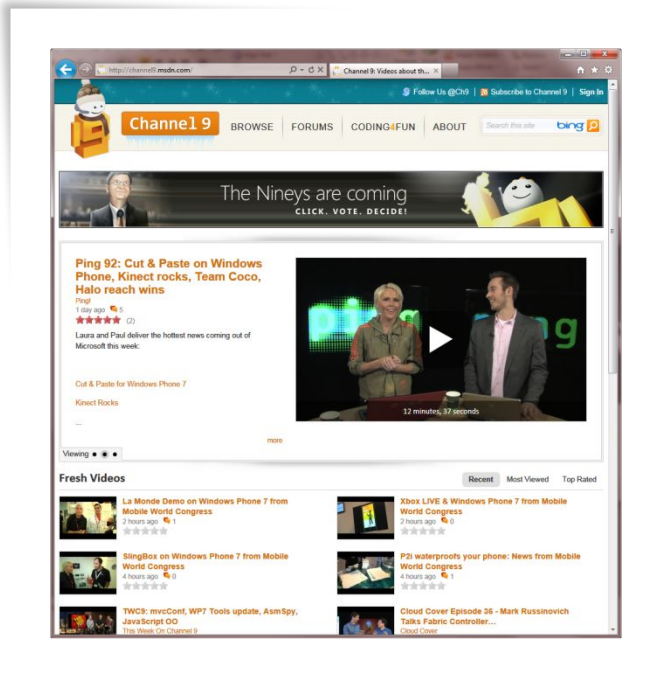 http://channel9.msdn.com/
Channel 9: Videos about th...
Follow Us @Ch9 | Subscribe to Channel 9 | Sign In
9
Channel 9
BROWSE
FORUMS
CODING4FUN
ABOUT
Search this site
bing
The Nineys are coming
CLICK. VOTE. DECIDE!
Ping 92: Cut & Paste on Windows
Phone, Kinect rocks, Team Coco,
Halo reach wins
Ping!
1 day ago 5
(2)
Laura and Paul deliver the hottest news coming out of
Microsoft this week:
Cut & Paste for Windows Phone 7
Kinect Rocks
...
more
ping
ng
12 minutes, 37 seconds
Viewing
Fresh Videos
Recent
Most Viewed
Top Rated
La Monde Demo on Windows Phone 7 from
Mobile World Congress
2 hours ago 1
Xbox LIVE & Windows Phone 7 from Mobile
World Congress
2 hours ago 0
SlingBox on Windows Phone 7 from Mobile
World Congress
4 hours ago 0
P2i waterproofs your phone: News from Mobile
World Congress
4 hours ago 1
TWC9: mvcConf, WP7 Tools update, AsmSpy,
JavaScript OO
This Week On Channel 9
Cloud Cover Episode 36 - Mark Russinovich
Talks Fabric Controller...
Cloud Cover